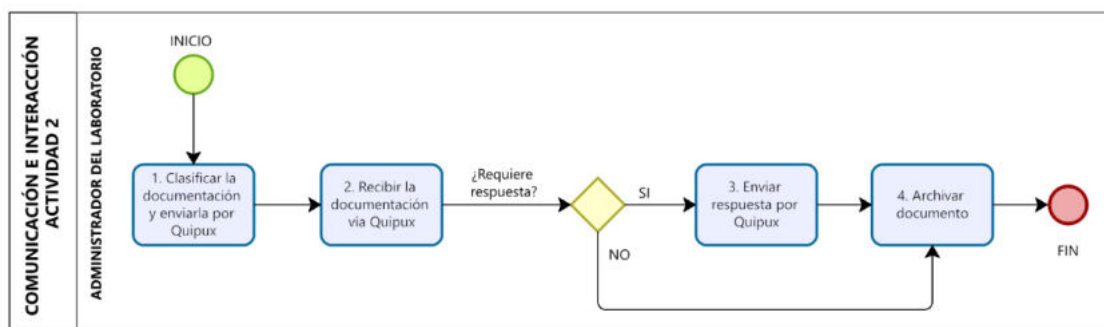 COMUNICACIÓN E INTERACCIÓN
ACTIVIDAD 2
ADMINISTRADOR DEL LABORATORIO
INICIO
1. Clasificar la
documentación
y enviarla por
Quipux
2. Recibir la
documentación
vía Quipux
¿Requiere
respuesta?
SI
NO
3. Enviar
respuesta por
Quipux
4. Archivar
documento
FIN